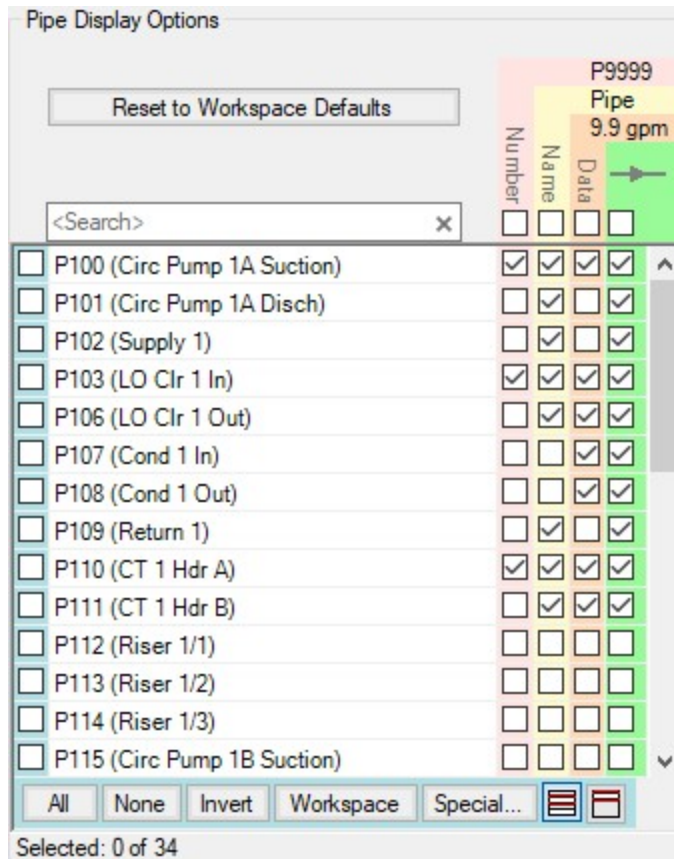 Pipe Display Options
P9999
Reset to Workspace Defaults
Pipe
9.9 gpm
Number
Name
Data
<Search>
P100 (Circ Pump 1A Suction)
P101 (Circ Pump 1A Disch)
P102 (Supply 1)
P103 (LO Clr 1 In)
P106 (LO Clr 1 Out)
P107 (Cond 1 In)
P108 (Cond 1 Out)
P109 (Return 1)
P110 (CT 1 Hdr A)
P111 (CT 1 Hdr B)
P112 (Riser 1/1)
P113 (Riser 1/2)
P114 (Riser 1/3)
P115 (Circ Pump 1B Suction)
All None Invert Workspace Special...
Selected: 0 of 34